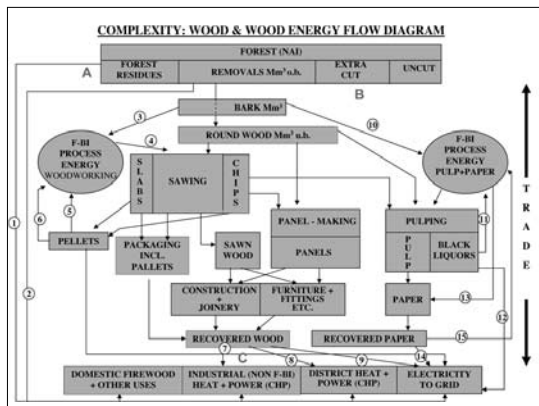 COMPLEXITY: WOOD & WOOD ENERGY FLOW DIAGRAM
FOREST (NAI)
FOREST
RESIDUES
REMOVALS Mm³ u.b.
EXTRA
CUT
UNCUT
A
B
BARK Mm³
3
10
ROUND WOOD Mm³ u.b.
4
F-BI
PROCESS
ENERGY
WOODWORKING
F-BI
PROCESS
ENERGY
PULP+PAPER
SLABS
SAWING
CHIPS
PANEL - MAKING
PANELS
PULPING
PULP
BLACK
LIQUORS
11
1
6
5
PELLETS
PACKAGING
INCL.
PALLETS
SAWN
WOOD
CONSTRUCTION
+
JOINERY
FURNITURE +
FITTINGS
ETC.
PAPER
13
12
2
RECOVERED WOOD
RECOVERED PAPER
15
7
C
8
9
14
DOMESTIC FIREWOOD
+ OTHER USES
INDUSTRIAL (NON F-BI)
HEAT + POWER (CHP)
DISTRICT HEAT +
POWER (CHP)
ELECTRICITY
TO GRID
TRADE